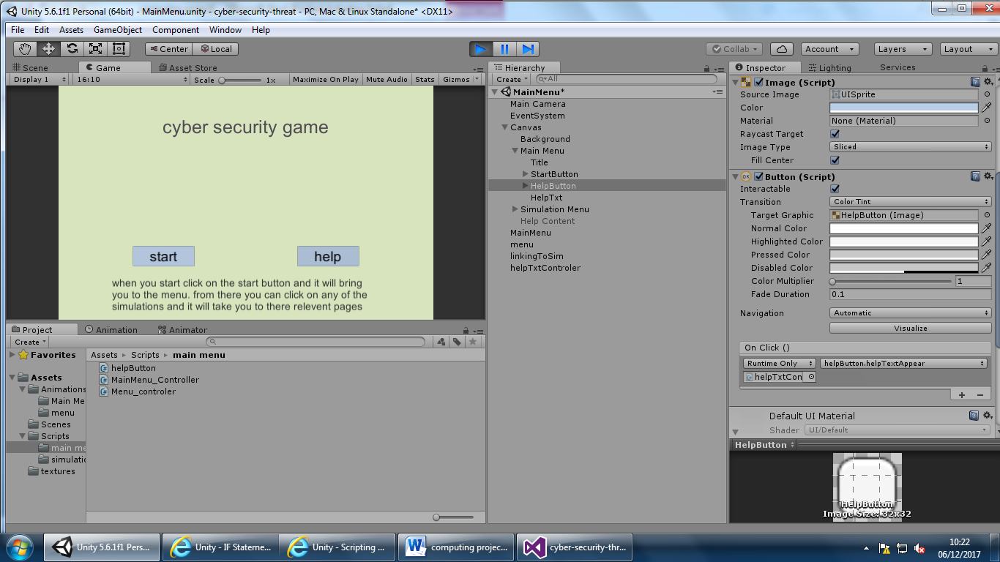 Unity 5.6.1f1 Personal (64bit) - MainMenu.unity - cyber-security-threat - PC, Mac & Linux Standalone* <DX11>
File Edit Assets GameObject Component Window Help
Center Local Collab Account Layers Layout
Scene Game Asset Store
Display 1 16:10 Scale 1x Maximize On Play Mute Audio Stats Gizmos
cyber security game
start help
when you start click on the start button and it will bring
you to the menu. from there you can click on any of the
simulations and it will take you to there relevent pages
Hierarchy
Create All
MainMenu*
Main Camera
EventSystem
Canvas
Background
Main Menu
Title
StartButton
HelpButton
HelpTxt
Simulation Menu
Help Content
MainMenu
menu
linkingToSim
helpTxtControler
Inspector Lighting Services
Image (Script)
Source Image UISprite
Color
Material None (Material)
Raycast Target
Image Type Sliced
Fill Center
OK Button (Script)
Interactable
Transition Color Tint
Target Graphic HelpButton (Image)
Normal Color
Highlighted Color
Pressed Color
Disabled Color
Color Multiplier 1
Fade Duration 0.1
Navigation Automatic
Visualize
On Click ()
Runtime Only helpButton.helpTextAppear
helpTxtCon
Default UI Material
Shader UI/Default
HelpButton
HelpButton
Image Size: 32x32
Project Animation Animator
Create
Favorites
Assets
Animations
Main Me
menu
Scenes
Scripts
main me
simulatio
textures
Assets Scripts main menu
helpButton
MainMenu_Controller
Menu_controler
Unity 5.6.1f1 Pers... Unity - IF Stateme... Unity - Scripting ... computing projec... cyber-security-thr...
10:22
06/12/2017